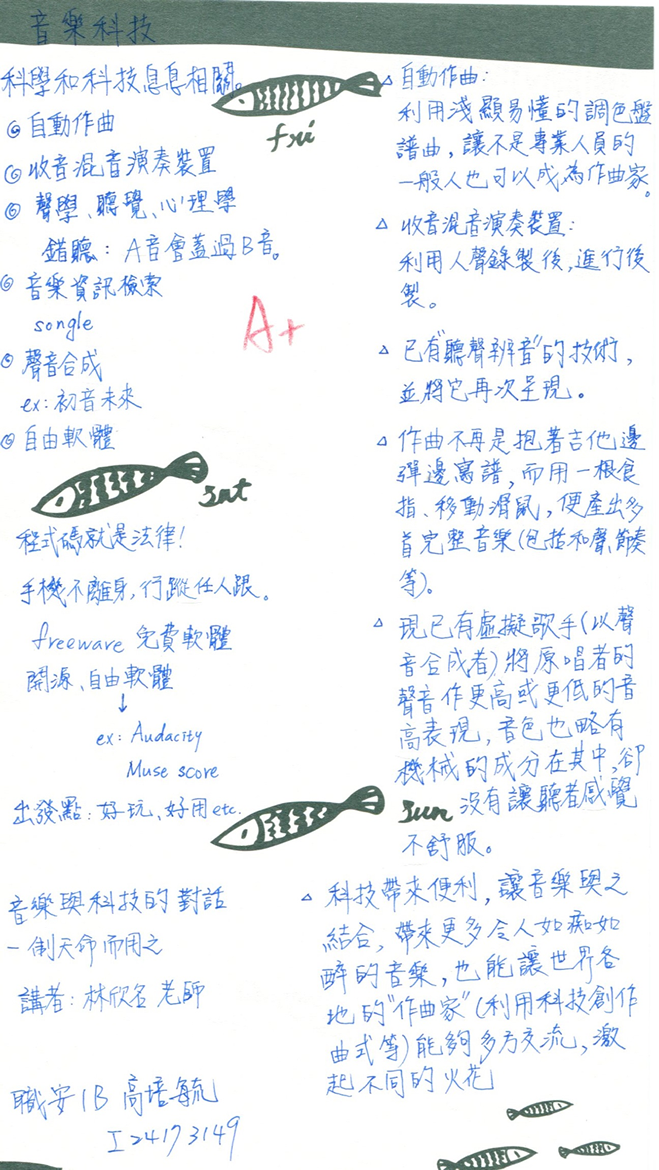 音樂科技
科學和科技息息相關。
◎ 自動作曲
◎ 收音混音演奏裝置
◎ 聲學、聽覺、心理學
錯聽: A音會蓋過B音。
◎ 音樂資訊檢索
songle
◎ 聲音合成
ex: 初音未來
◎ 自由軟體
A+
fri
sat
程式碼就是法律!
手機不離身,行蹤任人跟。
freeware 免費軟體
開源、自由軟體
↓
ex: Audacity
Muse score
出發點: 好玩、好用etc.
sun
音樂與科技的對話
-制天命而用之
講者: 林欣名 老師
職安1B 高培毓
I24173149
△ 自動作曲:
利用淺顯易懂的調色盤
譜曲,讓不是專業人員的
一般人也可以成為作曲家。
△ 收音混音演奏裝置:
利用人聲錄製後,進行後
製。
△ 已有"聽聲辨音"的技術,
並將它再次呈現。
△ 作曲不再是抱著吉他邊
彈邊寫譜,而用一根食
指、移動滑鼠,便產出多
首完整音樂(包括和聲、節奏
等)。
△ 現已有虛擬歌手(以聲
音合成者)將原唱者的
聲音作更高或更低的音
高表現,音色也略有
機械的成分在其中,卻
沒有讓聽者感覺
不舒服。
△ 科技帶來便利,讓音樂與之
結合,帶來更多令人如痴如
醉的音樂,也能讓世界各
地的"作曲家"(利用科技創作
曲式等)能夠多方交流,激
起不同的火花